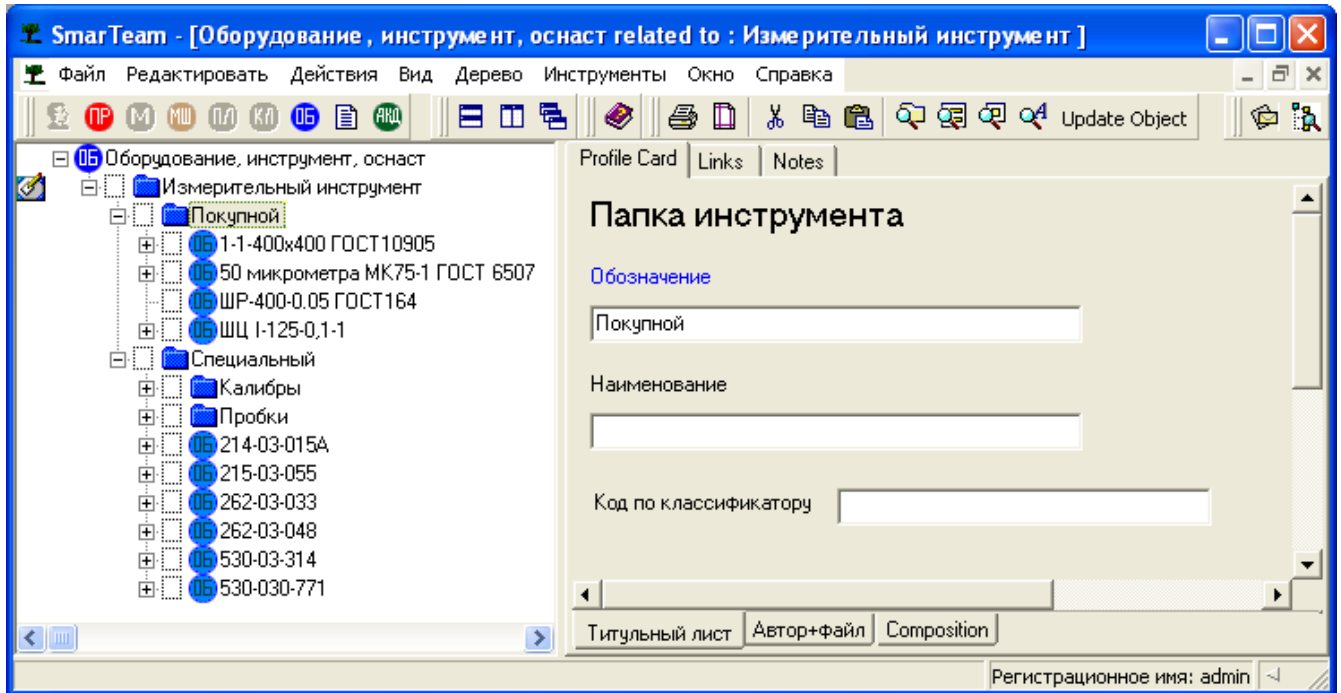 SmarTeam - [Оборудование , инструмент, оснаст related to : Измерительный инструмент ]
Файл Редактировать Действия Вид Дерево Инструменты Окно Справка
ПР М МШ ПЛ КЛ ОБ АКД Update Object
ОБ Оборудование, инструмент, оснаст
Измерительный инструмент
Покупной
ОБ 1-1-400x400 ГОСТ10905
ОБ 50 микрометра МК75-1 ГОСТ 6507
ОБ ШР-400-0.05 ГОСТ164
ОБ ШЦ I-125-0,1-1
Специальный
Калибры
Пробки
ОБ 214-03-015А
ОБ 215-03-055
ОБ 262-03-033
ОБ 262-03-048
ОБ 530-03-314
ОБ 530-030-771
Profile Card Links Notes
Папка инструмента
Обозначение
Покупной
Наименование
Код по классификатору
Титульный лист Автор+файл Composition
Регистрационное имя: admin